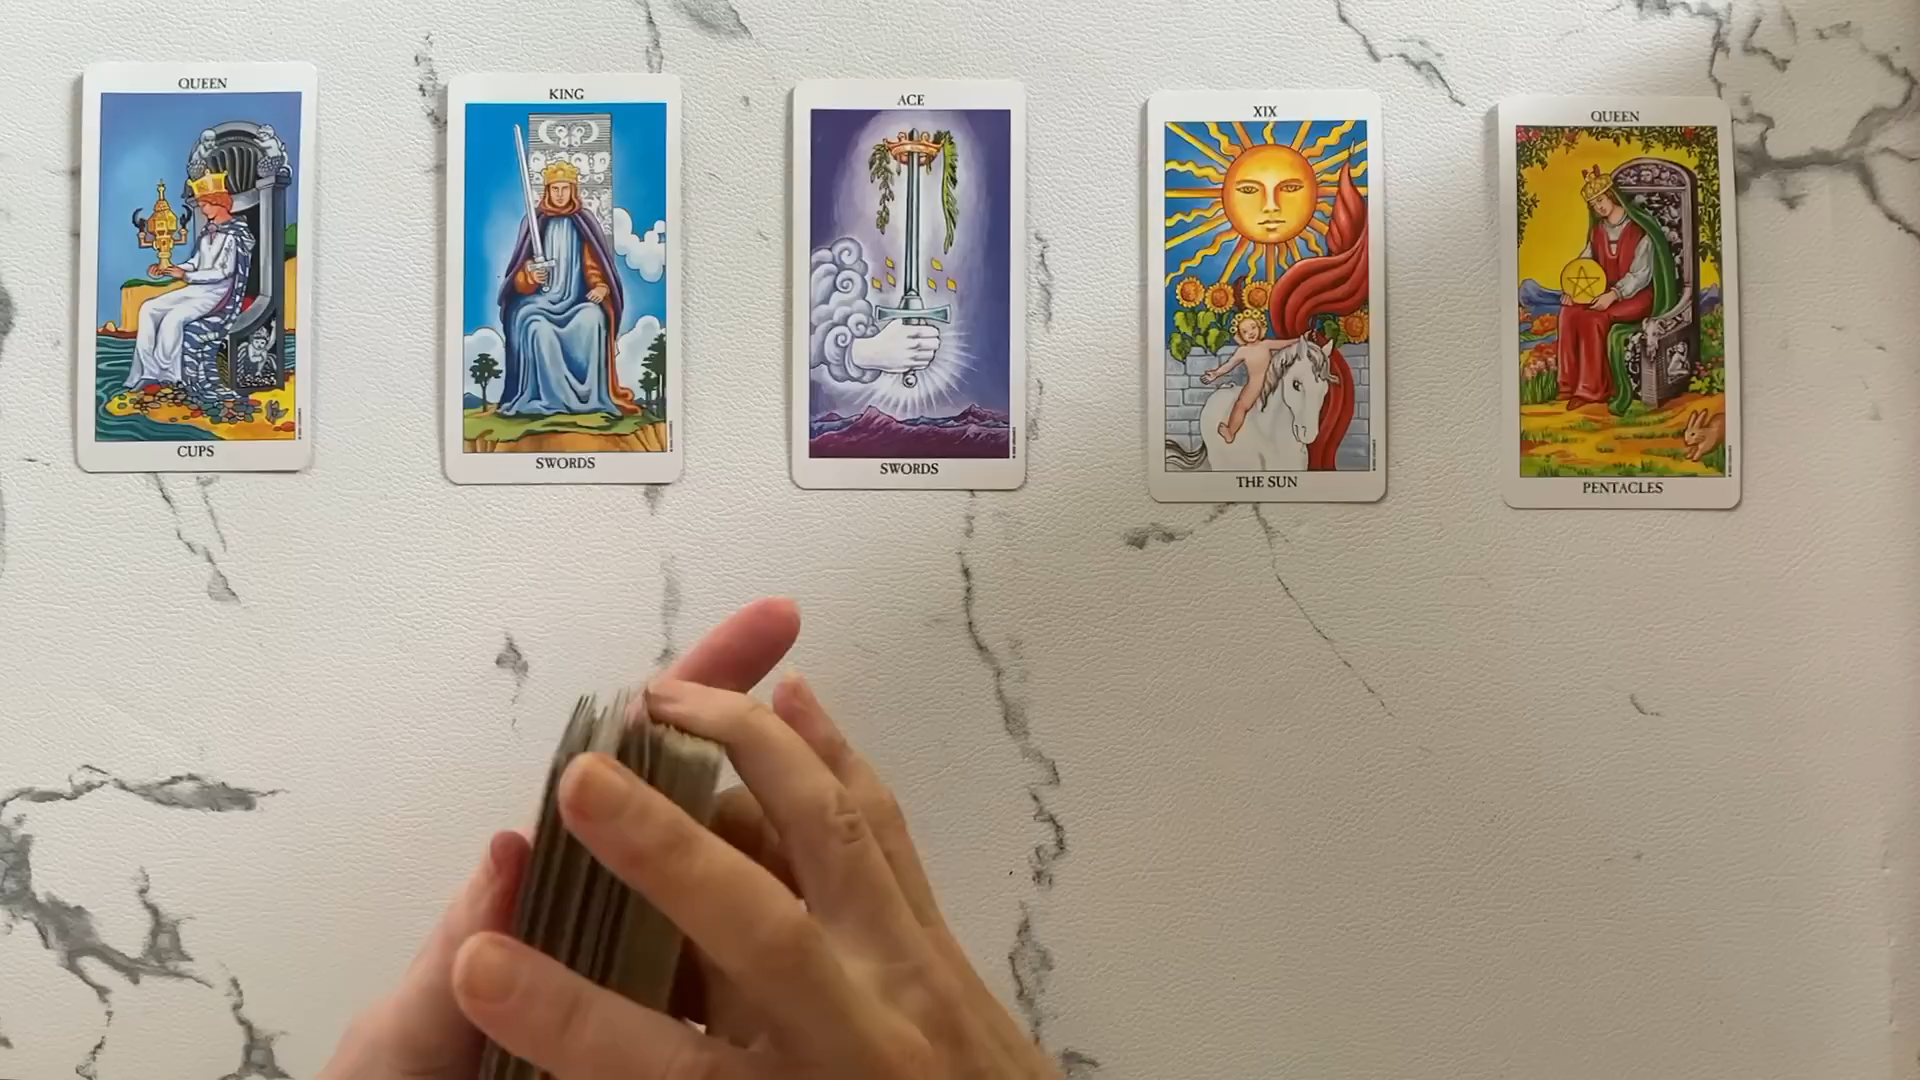 QUEEN
CUPS
KING
SWORDS
ACE
SWORDS
XIX
THE SUN
QUEEN
PENTACLES